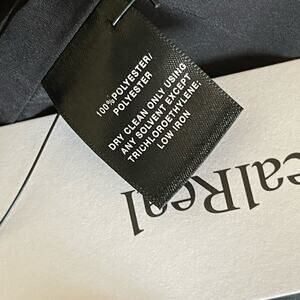 100%POLYESTER/
POLYESTER
DRY CLEAN ONLY USING
ANY SOLVENT EXCEPT
TRICHLOROETHYLENE;
LOW IRON
ealReal